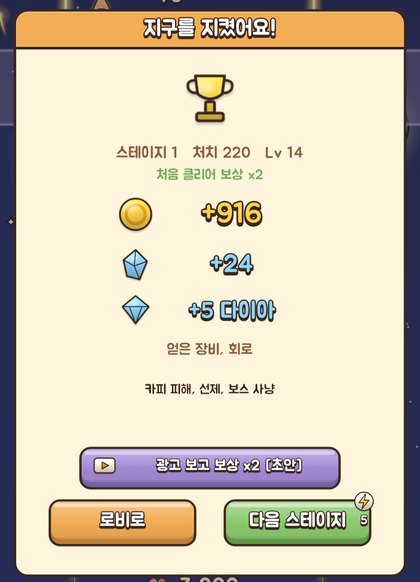 지구를 지켰어요!
스테이지 1 처치 220 Lv 14
처음 클리어 보상 x2
+916
+24
+5 다이아
얻은 장비, 회로
카피 피해, 선제, 보스 사냥
광고 보고 보상 x2 [초안]
로비로
다음 스테이지 5